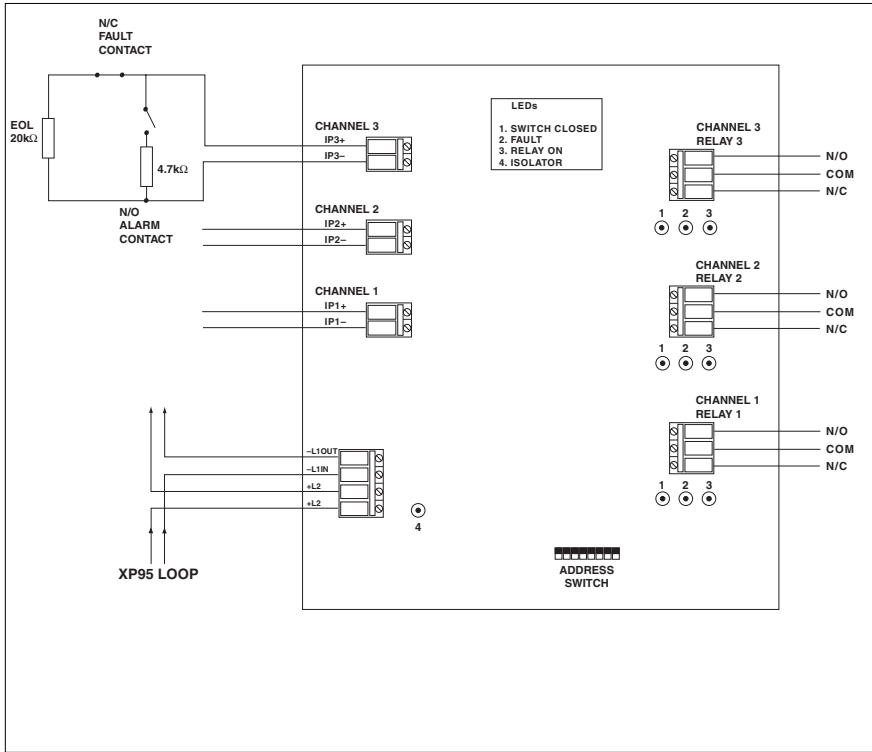 N/C
FAULT
CONTACT
EOL
20kΩ
4.7kΩ
N/O
ALARM
CONTACT
CHANNEL 3
IP3+
IP3–
CHANNEL 2
IP2+
IP2–
CHANNEL 1
IP1+
IP1–
–L1OUT
–L1IN
+L2
+L2
XP95 LOOP
4
LEDs
1. SWITCH CLOSED
2. FAULT
3. RELAY ON
4. ISOLATOR
CHANNEL 3
RELAY 3
N/O
COM
N/C
1 2 3
CHANNEL 2
RELAY 2
N/O
COM
N/C
1 2 3
CHANNEL 1
RELAY 1
N/O
COM
N/C
1 2 3
ADDRESS
SWITCH